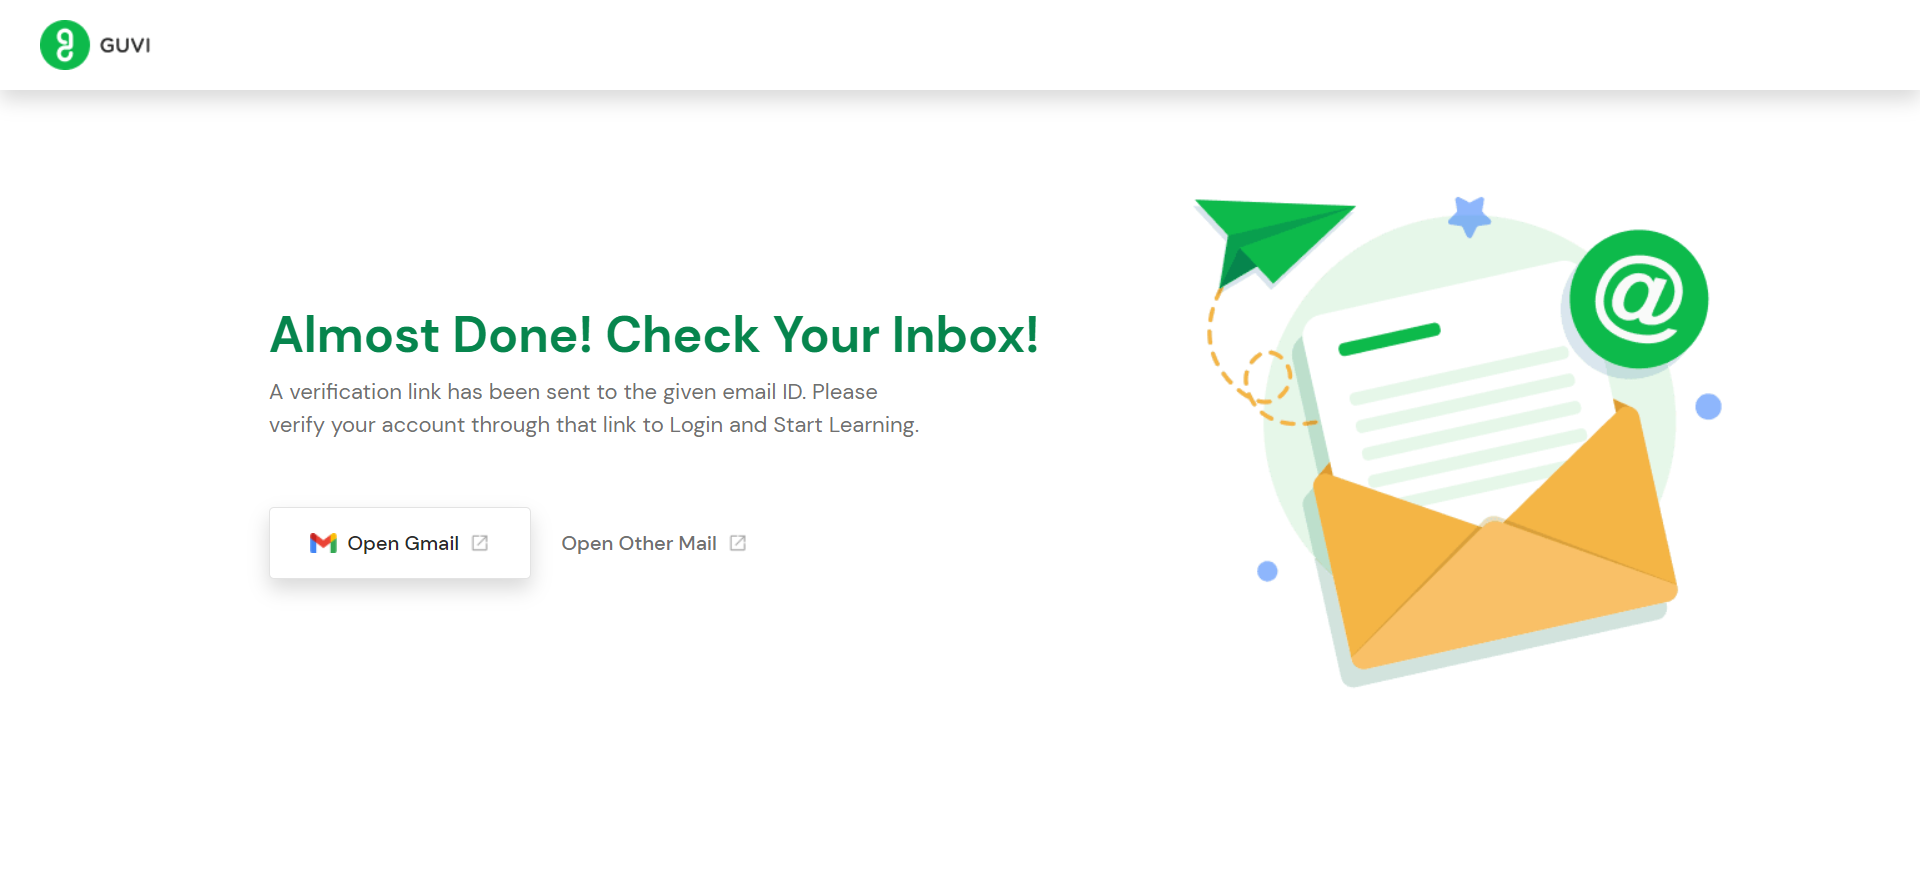 GUVI
Almost Done! Check Your Inbox!
A verification link has been sent to the given email ID. Please
verify your account through that link to Login and Start Learning.
Open Gmail
Open Other Mail
@